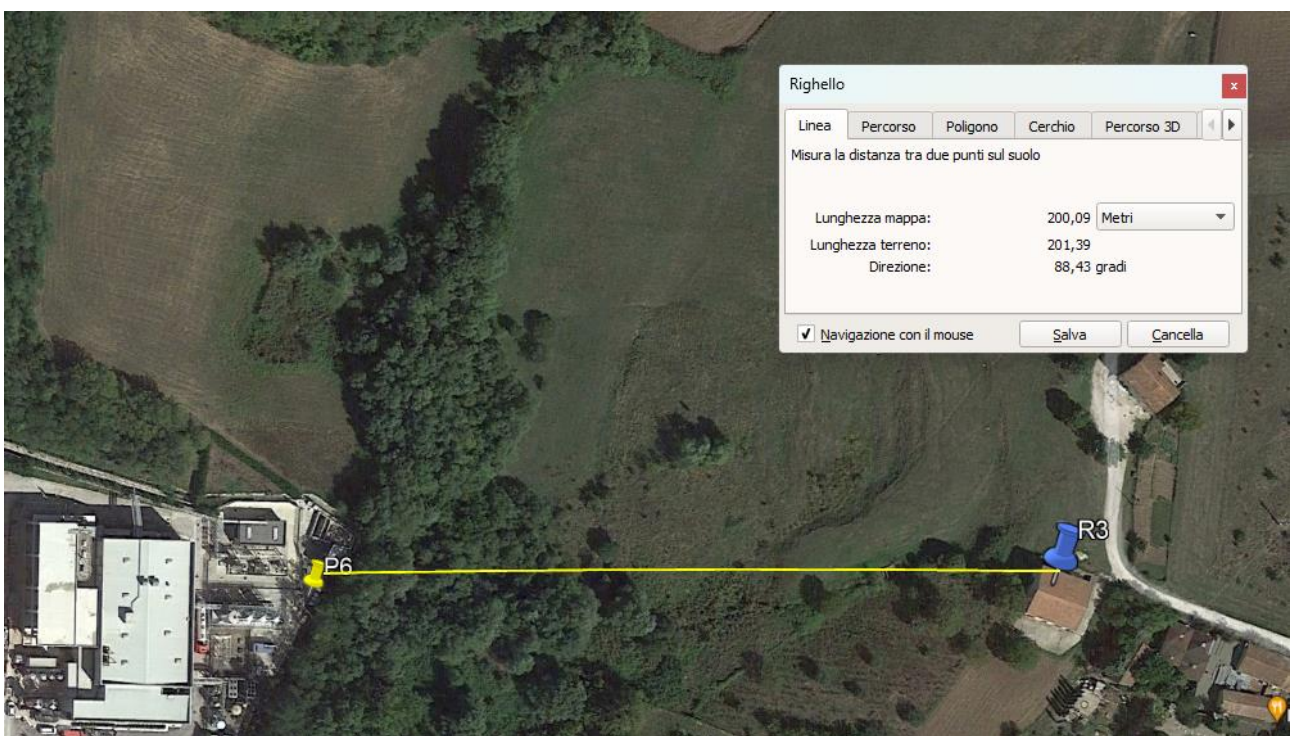 Righello
Linea Percorso Poligono Cerchio Percorso 3D
Misura la distanza tra due punti sul suolo
Lunghezza mappa: 200,09 Metri
Lunghezza terreno: 201,39
Direzione: 88,43 gradi
Navigazione con il mouse Salva Cancella
R3
P6